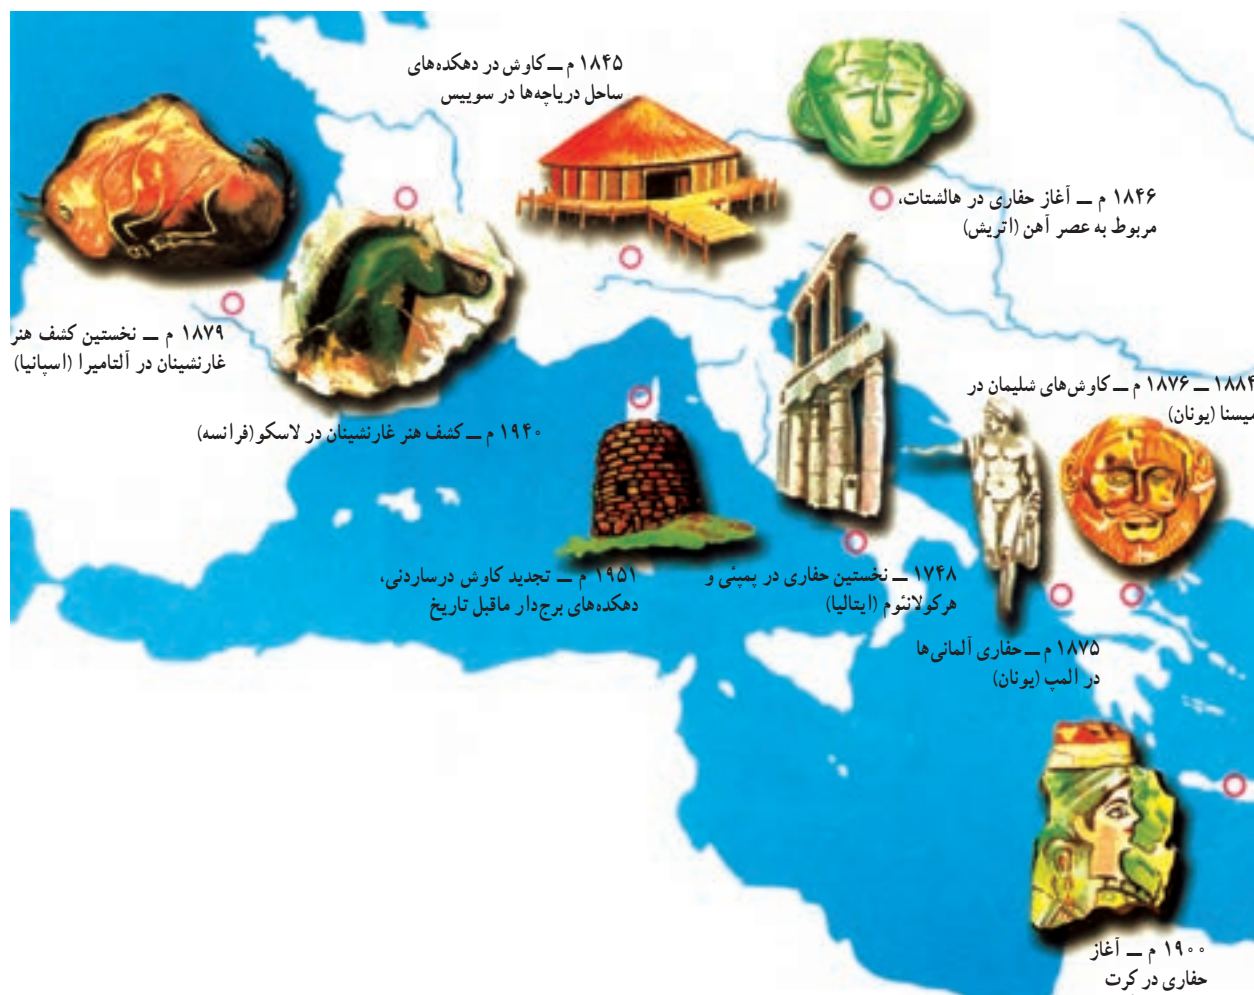 ۱۸۴۵ م ــ کاوش در دهکده‌های
ساحل دریاچه‌ها در سوییس
۱۸۴۶ م ــ آغاز حفاری در هالشتات،
مربوط به عصر آهن (اتریش)
۱۸۷۹ م ــ نخستین کشف هنر
غارنشینان در آلتامیرا (اسپانیا)
۱۸۸۴ ــ ۱۸۷۶ م ــ کاوش‌های شلیمان در
میسنا (یونان)
۱۹۴۰ م ــ کشف هنر غارنشینان در لاسکو (فرانسه)
۱۹۵۱ م ــ تجدید کاوش درساردنی،
دهکده‌های برج‌دار ماقبل تاریخ
۱۷۴۸ ــ نخستین حفاری در پمپئی و
هرکولانئوم (ایتالیا)
۱۸۷۵ م ــ حفاری آلمانی‌ها
در المپ (یونان)
۱۹۰۰ م ــ آغاز
حفاری در کرت